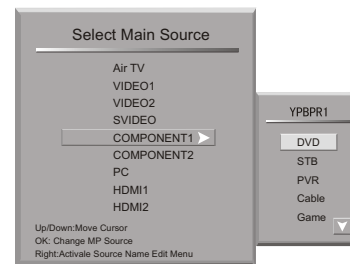 Select Main Source
Air TV
VIDEO1
VIDEO2
SVIDEO
COMPONENT1
COMPONENT2
PC
HDMI1
HDMI2
Up/Down:Move Cursor
OK: Change MP Source
Right:Activale Source Name Edit Menu
YPBPR1
DVD
STB
PVR
Cable
Game